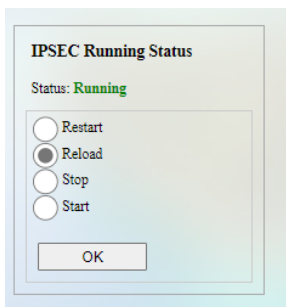 IPSEC Running Status
Status: Running
Restart
Reload
Stop
Start
OK